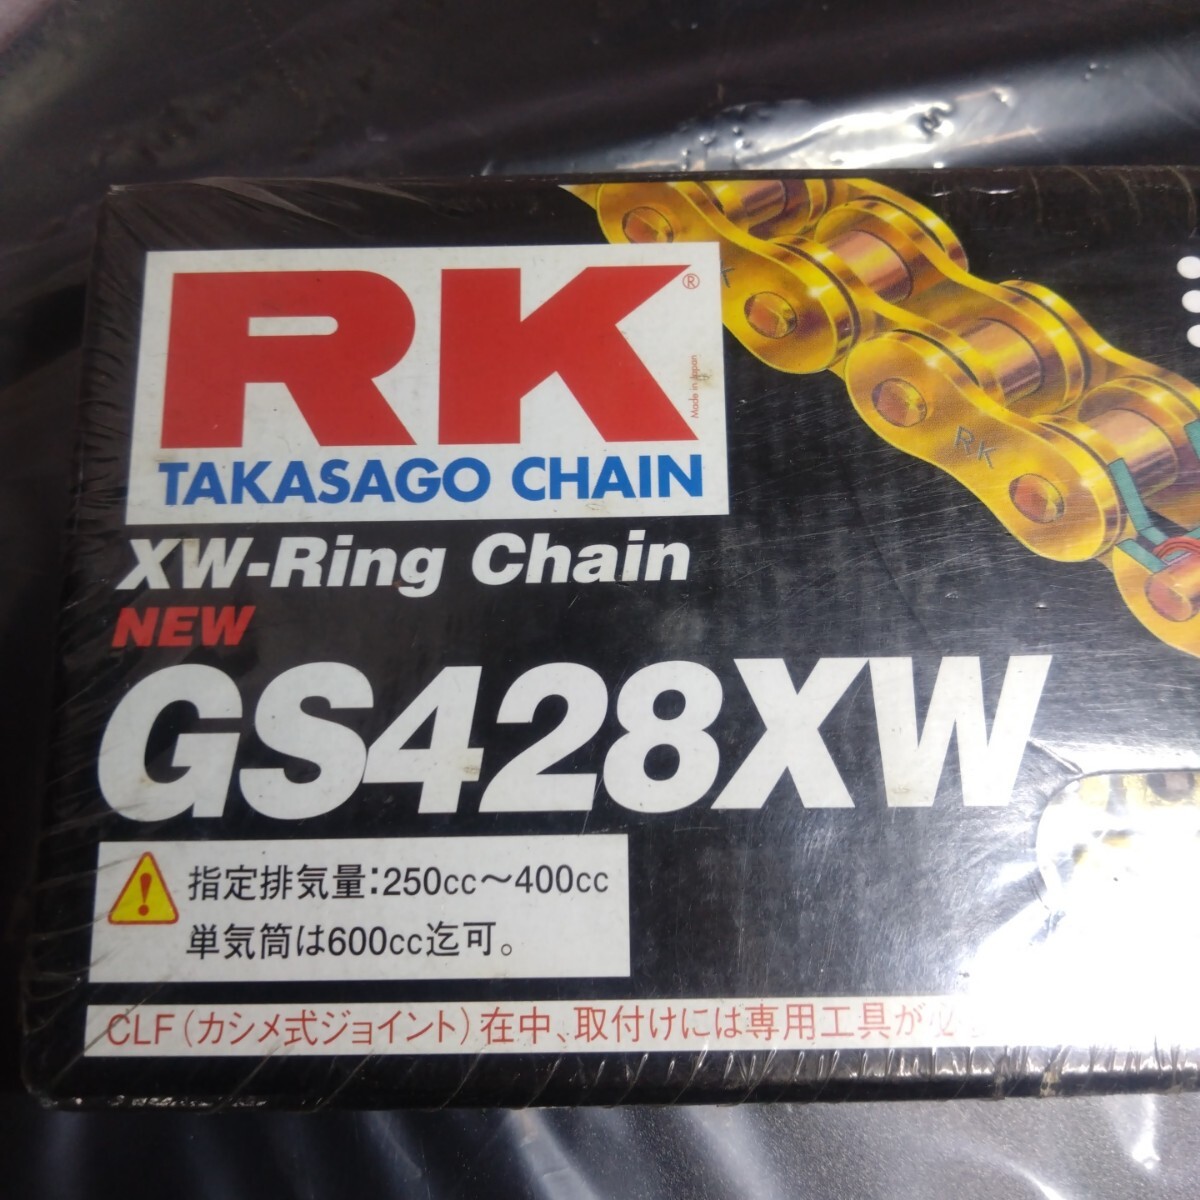 RK®
Made in Japan
TAKASAGO CHAIN
XW-Ring Chain
NEW
GS428XW
指定排気量:250cc～400cc
単気筒は600cc迄可。
CLF(カシメ式ジョイント)在中、取付けには専用工具が
RK
RK